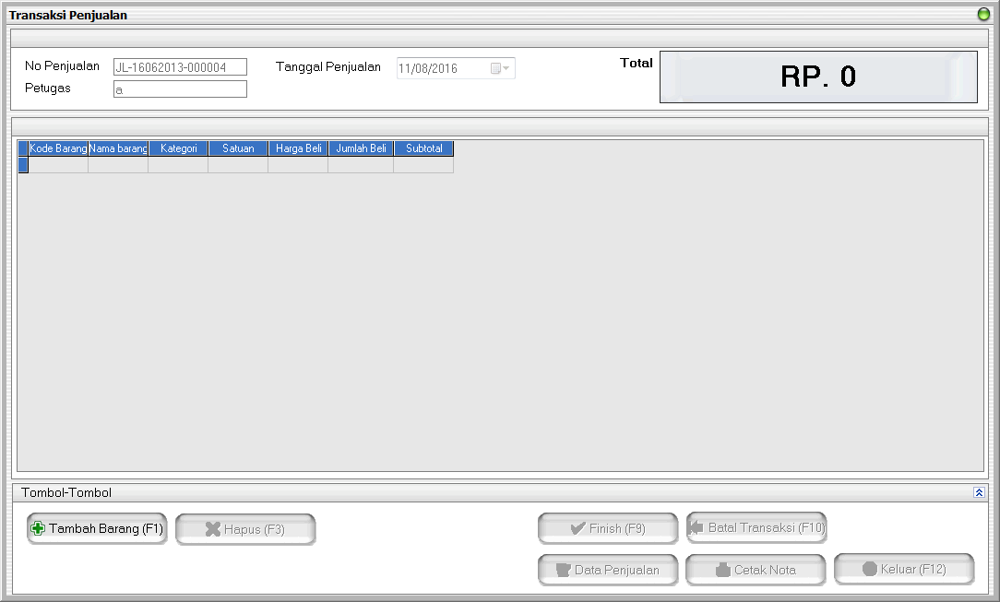 Transaksi Penjualan
No Penjualan JL-16062013-000004 Tanggal Penjualan 11/08/2016 Total RP. 0
Petugas a
Kode Barang Nama barang Kategori Satuan Harga Beli Jumlah Beli Subtotal
Tombol-Tombol
Tambah Barang (F1) Hapus (F3) Finish (F9) Batal Transaksi (F10)
Data Penjualan Cetak Nota Keluar (F12)